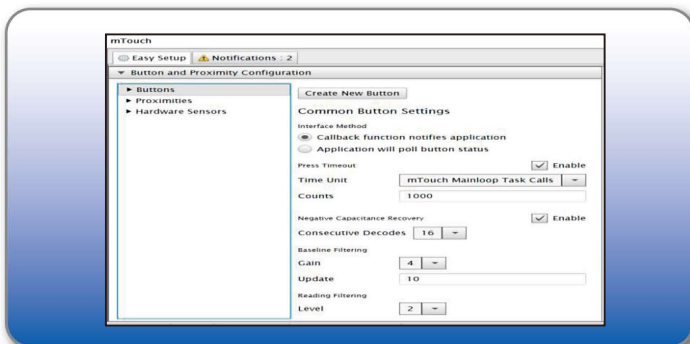 mTouch
Easy Setup Notifications : 2
Button and Proximity Configuration
Buttons
Proximities
Hardware Sensors
Create New Button
Common Button Settings
Interface Method
Callback function notifies application
Application will poll button status
Press Timeout Enable
Time Unit mTouch Mainloop Task Calls
Counts 1000
Negative Capacitance Recovery Enable
Consecutive Decodes 16
Baseline Filtering
Gain 4
Update 10
Reading Filtering
Level 2